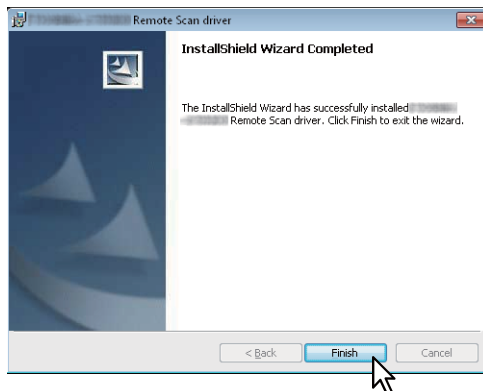 Remote Scan driver
InstallShield Wizard Completed
The InstallShield Wizard has successfully installed
Remote Scan driver. Click Finish to exit the wizard.
< Back
Finish
Cancel